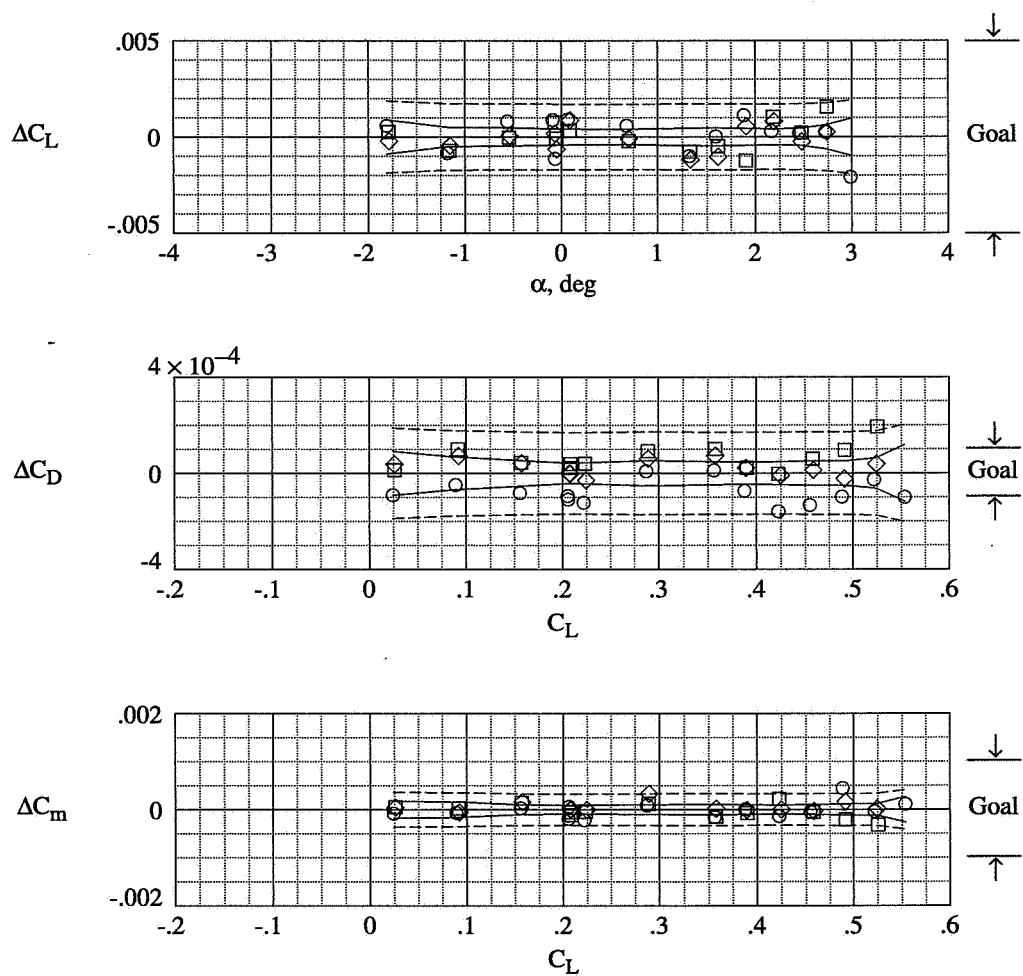 .005
ΔC_L
0
-.005
Goal
-4 -3 -2 -1 0 1 2 3 4
α, deg
4 × 10⁻⁴
ΔC_D
0
-4
Goal
-.2 -.1 0 .1 .2 .3 .4 .5 .6
C_L
.002
ΔC_m
0
-.002
Goal
-.2 -.1 0 .1 .2 .3 .4 .5 .6
C_L